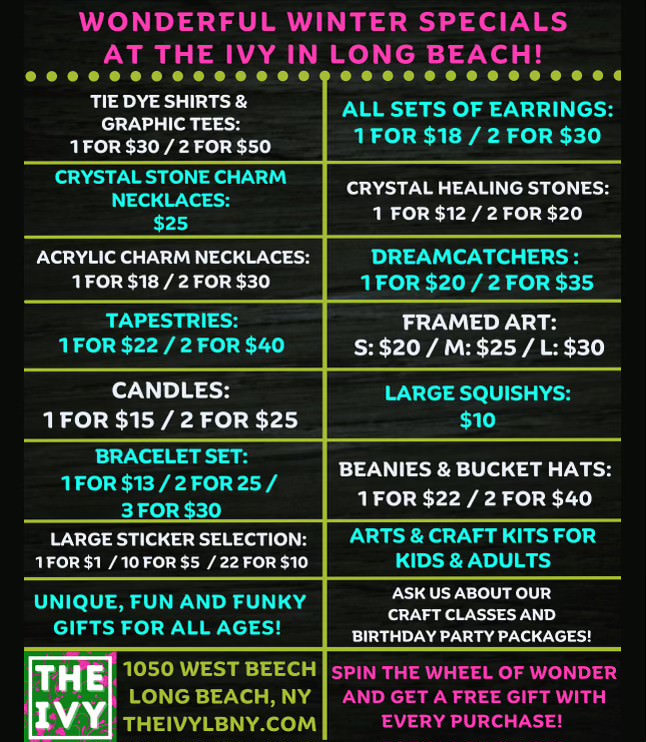 WONDERFUL WINTER SPECIALS
AT THE IVY IN LONG BEACH!
TIE DYE SHIRTS &
GRAPHIC TEES:
1 FOR $30 / 2 FOR $50
ALL SETS OF EARRINGS:
1 FOR $18 / 2 FOR $30
CRYSTAL STONE CHARM
NECKLACES:
$25
CRYSTAL HEALING STONES:
1 FOR $12 / 2 FOR $20
ACRYLIC CHARM NECKLACES:
1 FOR $18 / 2 FOR $30
DREAMCATCHERS :
1 FOR $20 / 2 FOR $35
TAPESTRIES:
1 FOR $22 / 2 FOR $40
FRAMED ART:
S: $20 / M: $25 / L: $30
CANDLES:
1 FOR $15 / 2 FOR $25
LARGE SQUISHYS:
$10
BRACELET SET:
1 FOR $13 / 2 FOR 25 /
3 FOR $30
BEANIES & BUCKET HATS:
1 FOR $22 / 2 FOR $40
LARGE STICKER SELECTION:
1 FOR $1 / 10 FOR $5 / 22 FOR $10
ARTS & CRAFT KITS FOR
KIDS & ADULTS
UNIQUE, FUN AND FUNKY
GIFTS FOR ALL AGES!
ASK US ABOUT OUR
CRAFT CLASSES AND
BIRTHDAY PARTY PACKAGES!
THE
IVY
1050 WEST BEECH
LONG BEACH, NY
THEIVYLBNY.COM
SPIN THE WHEEL OF WONDER
AND GET A FREE GIFT WITH
EVERY PURCHASE!